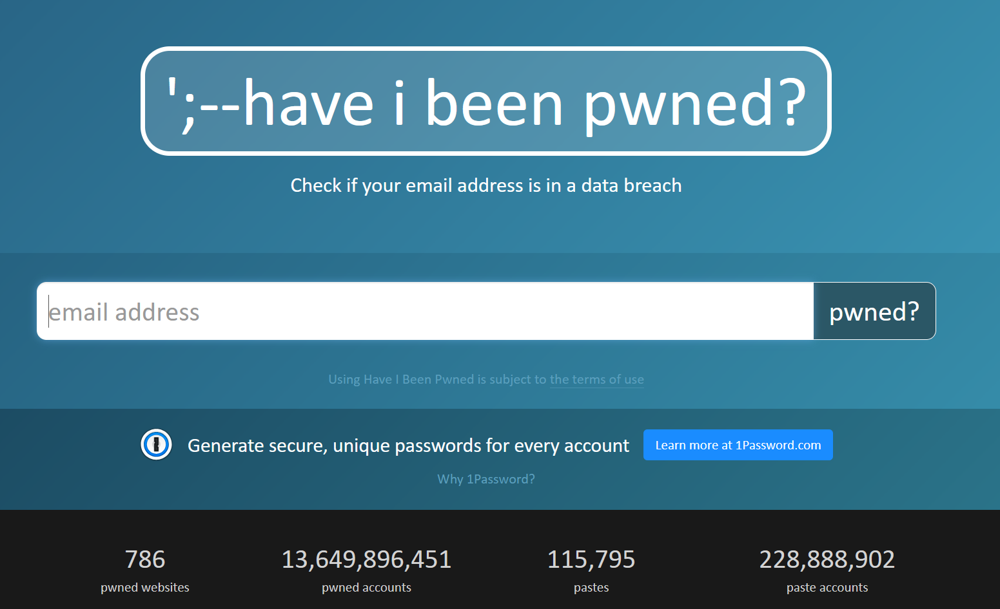 ';--have i been pwned?
Check if your email address is in a data breach
email address
pwned?
Using Have I Been Pwned is subject to the terms of use
Generate secure, unique passwords for every account
Learn more at 1Password.com
Why 1Password?
786
13,649,896,451
115,795
228,888,902
pwned websites
pwned accounts
pastes
paste accounts